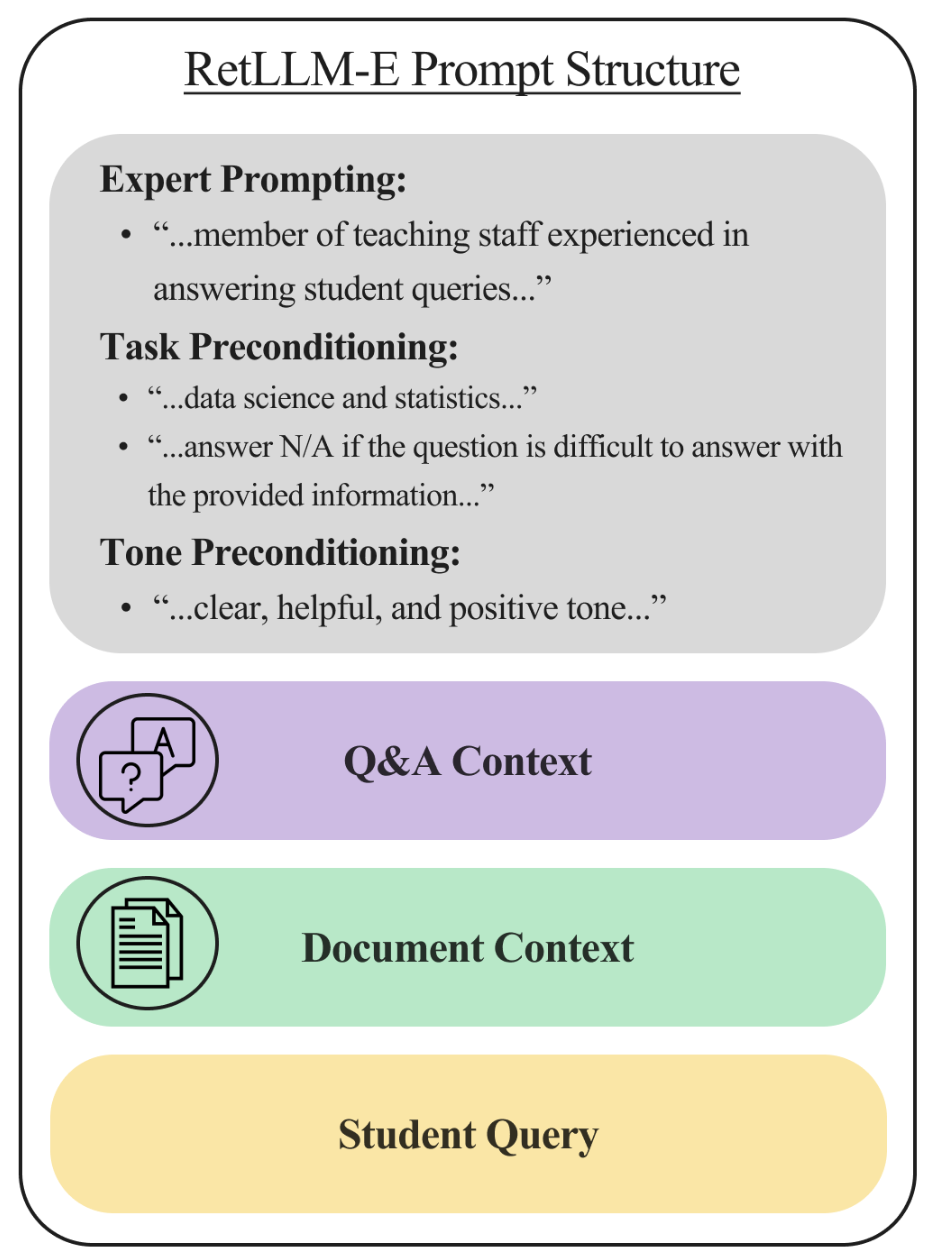 RetLLM-E Prompt Structure
Expert Prompting:
• “...member of teaching staff experienced in
answering student queries...”
Task Preconditioning:
• “...data science and statistics...”
• “...answer N/A if the question is difficult to answer with
the provided information...”
Tone Preconditioning:
• “...clear, helpful, and positive tone...”
A
?
Q&A Context
Document Context
Student Query